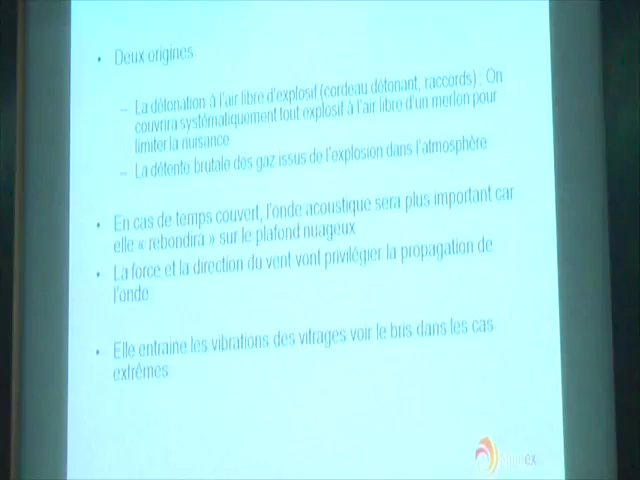 • Deux origines
– La détonation à l'air libre d'explosif (cordeau détonant, raccords) : On
couvrira systématiquement tout explosif à l'air libre d'un merlon pour
limiter la nuisance
– La détente brutale des gaz issus de l'explosion dans l'atmosphère
• En cas de temps couvert, l'onde acoustique sera plus important car
elle « rebondira » sur le plafond nuageux
• La force et la direction du vent vont privilégier la propagation de
l'onde
• Elle entraine les vibrations des vitrages voir le bris dans les cas
extrêmes